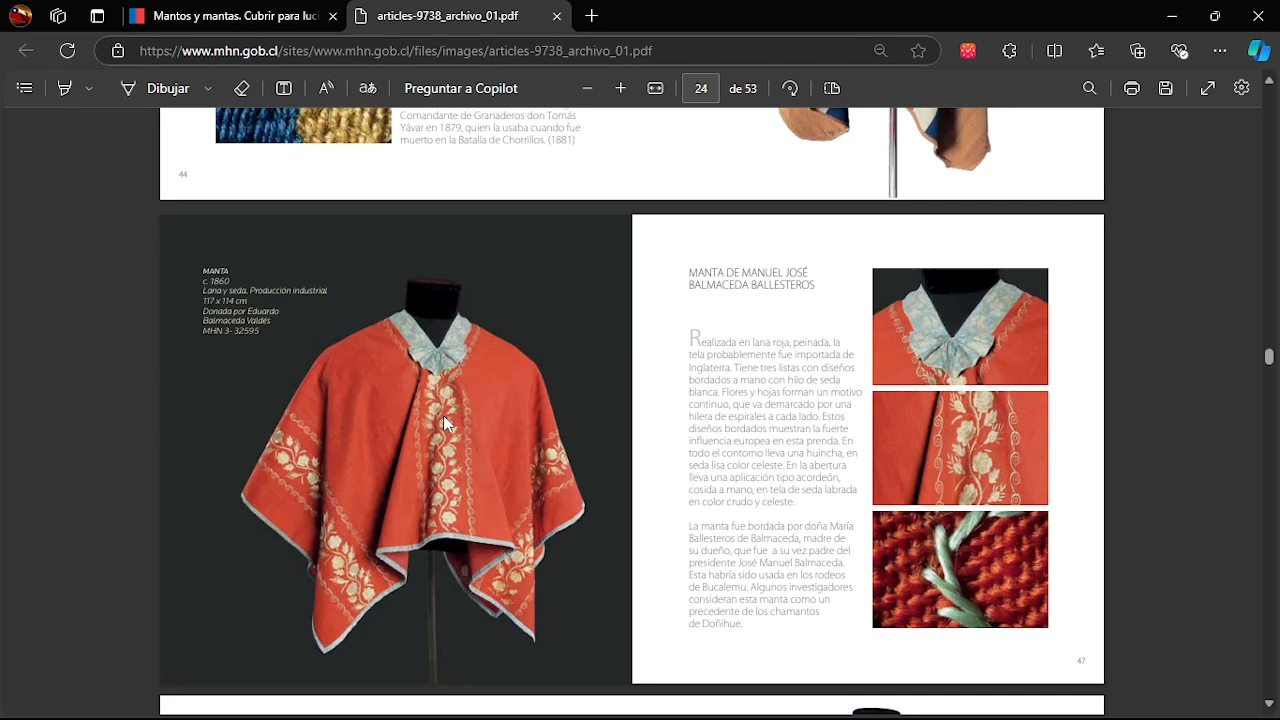 Mantos y mantas. Cubrir para luci
articles-9738_archivo_01.pdf
https://www.mhn.gob.cl/sites/www.mhn.gob.cl/files/images/articles-9738_archivo_01.pdf
Dibujar
Pregunta a Copilot
24 de 53
Comandante de Granaderos don Tomás
Yávar en 1879, quien la usaba cuando fue
muerto en la Batalla de Chorrillos. (1881)
44
MANTA
c. 1860
Lana y seda. Producción industrial
117 x 114 cm
Donada por Eduardo
Balmaceda Valdés
MHN 3- 32595
MANTA DE MANUEL JOSÉ
BALMACEDA BALLESTEROS
Realizada en lana roja, peinada, la
tela probablemente fue importada de
Inglaterra. Tiene tres listas con diseños
bordados a mano con hilo de seda
blanca. Flores y hojas forman un motivo
continuo, que va demarcado por una
hilera de espirales a cada lado. Estos
diseños bordados muestran la fuerte
influencia europea en esta prenda. En
todo el contorno lleva una huincha, en
seda lisa color celeste. En la abertura
lleva una aplicación tipo acordeón,
cosida a mano, en tela de seda labrada
en color crudo y celeste.
La manta fue bordada por doña María
Ballesteros de Balmaceda, madre de
su dueño, que fue a su vez padre del
presidente José Manuel Balmaceda.
Esta habría sido usada en los rodeos
de Bucalemu. Algunos investigadores
consideran esta manta como un
precedente de los chamantos
de Doñihue.
47